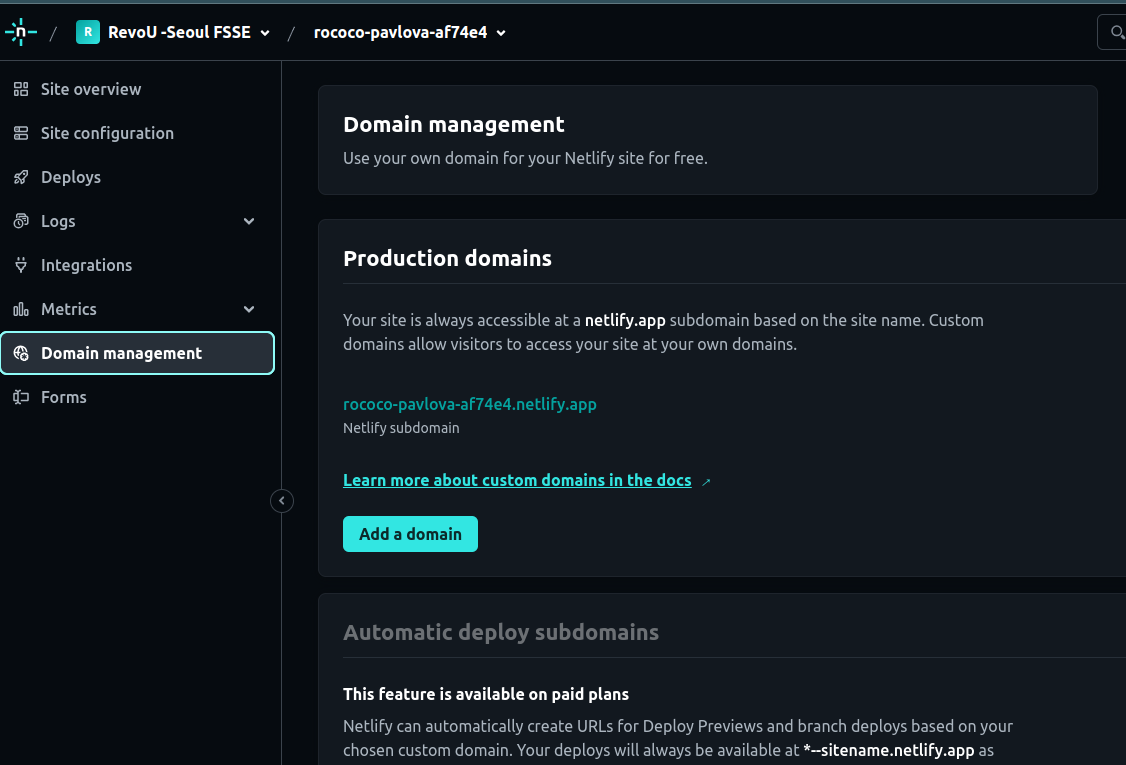 n / R RevoU -Seoul FSSE / rococo-pavlova-af74e4
Site overview
Site configuration
Deploys
Logs
Integrations
Metrics
Domain management
Forms
Domain management
Use your own domain for your Netlify site for free.
Production domains
Your site is always accessible at a netlify.app subdomain based on the site name. Custom
domains allow visitors to access your site at your own domains.
rococo-pavlova-af74e4.netlify.app
Netlify subdomain
Learn more about custom domains in the docs ↗
Add a domain
Automatic deploy subdomains
This feature is available on paid plans
Netlify can automatically create URLs for Deploy Previews and branch deploys based on your
chosen custom domain. Your deploys will always be available at *--sitename.netlify.app as